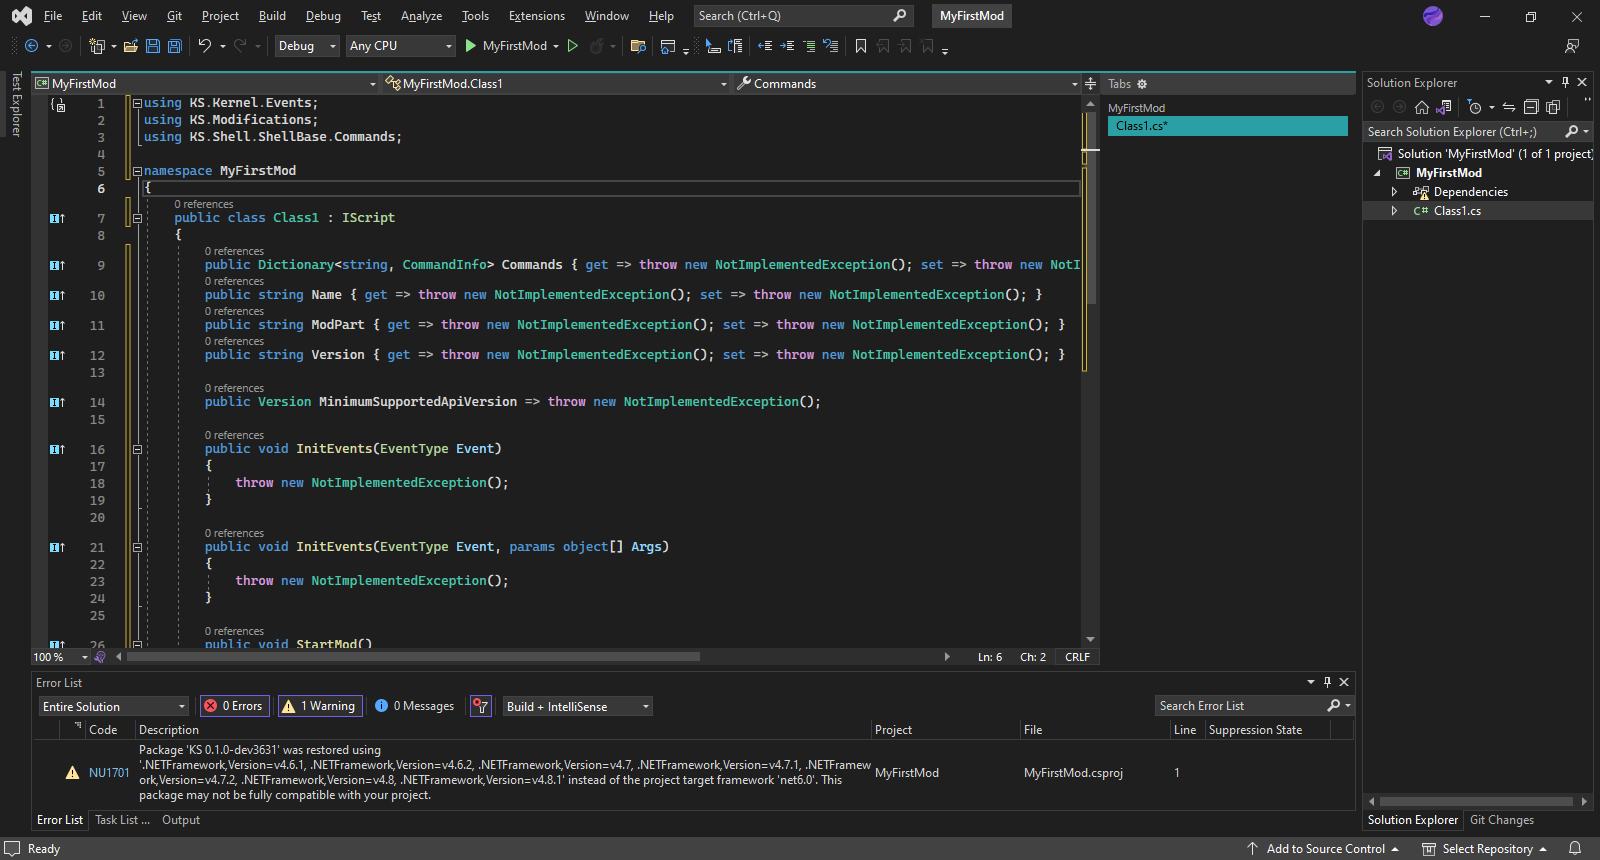 File Edit View Git Project Build Debug Test Analyze Tools Extensions Window Help Search (Ctrl+Q) MyFirstMod
Debug Any CPU MyFirstMod
Test Explorer
MyFirstMod MyFirstMod.Class1 Commands
1 using KS.Kernel.Events;
2 using KS.Modifications;
3 using KS.Shell.ShellBase.Commands;
4
5 namespace MyFirstMod
6 {
0 references
7 public class Class1 : IScript
8 {
0 references
9 public Dictionary<string, CommandInfo> Commands { get => throw new NotImplementedException(); set => throw new NotI
0 references
10 public string Name { get => throw new NotImplementedException(); set => throw new NotImplementedException(); }
0 references
11 public string ModPart { get => throw new NotImplementedException(); set => throw new NotImplementedException(); }
0 references
12 public string Version { get => throw new NotImplementedException(); set => throw new NotImplementedException(); }
13
0 references
14 public Version MinimumSupportedApiVersion => throw new NotImplementedException();
15
0 references
16 public void InitEvents(EventType Event)
17 {
18 throw new NotImplementedException();
19 }
20
0 references
21 public void InitEvents(EventType Event, params object[] Args)
22 {
23 throw new NotImplementedException();
24 }
25
0 references
26 public void StartMod()
100 % Ln: 6 Ch: 2 CRLF
Tabs
MyFirstMod
Class1.cs*
Solution Explorer
Search Solution Explorer (Ctrl+;)
Solution 'MyFirstMod' (1 of 1 project)
C# MyFirstMod
Dependencies
C# Class1.cs
Solution Explorer Git Changes
Error List
Entire Solution 0 Errors 1 Warning 0 Messages Build + IntelliSense Search Error List
Code Description Project File Line Suppression State
NU1701 Package 'KS 0.1.0-dev3631' was restored using
'.NETFramework,Version=v4.6.1, .NETFramework,Version=v4.6.2, .NETFramework,Version=v4.7, .NETFramework,Version=v4.7.1, .NETFramew
ork,Version=v4.7.2, .NETFramework,Version=v4.8, .NETFramework,Version=v4.8.1' instead of the project target framework 'net6.0'. This
package may not be fully compatible with your project.
MyFirstMod MyFirstMod.csproj 1
Error List Task List ... Output
Ready Add to Source Control Select Repository